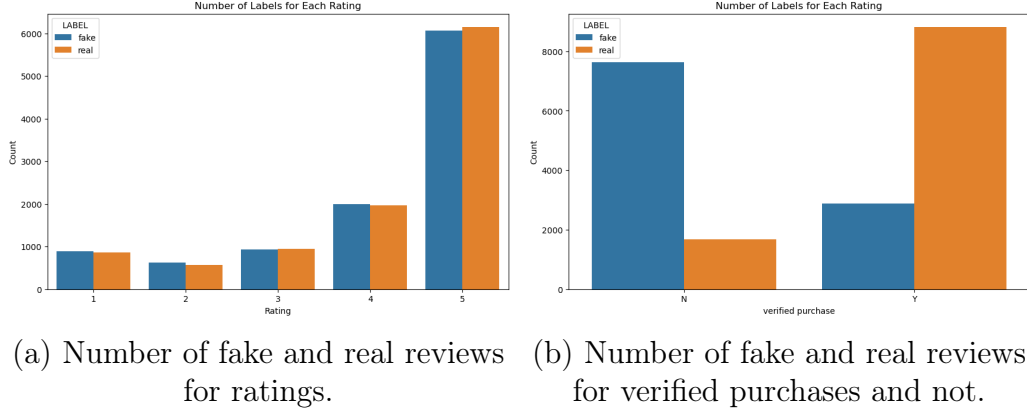 Number of Labels for Each Rating
LABEL
fake
real
Count
6000
5000
4000
3000
2000
1000
0
1 2 3 4 5
Rating
Number of Labels for Each Rating
LABEL
fake
real
Count
8000
6000
4000
2000
0
N Y
verified purchase
(a) Number of fake and real reviews
for ratings.
(b) Number of fake and real reviews
for verified purchases and not.